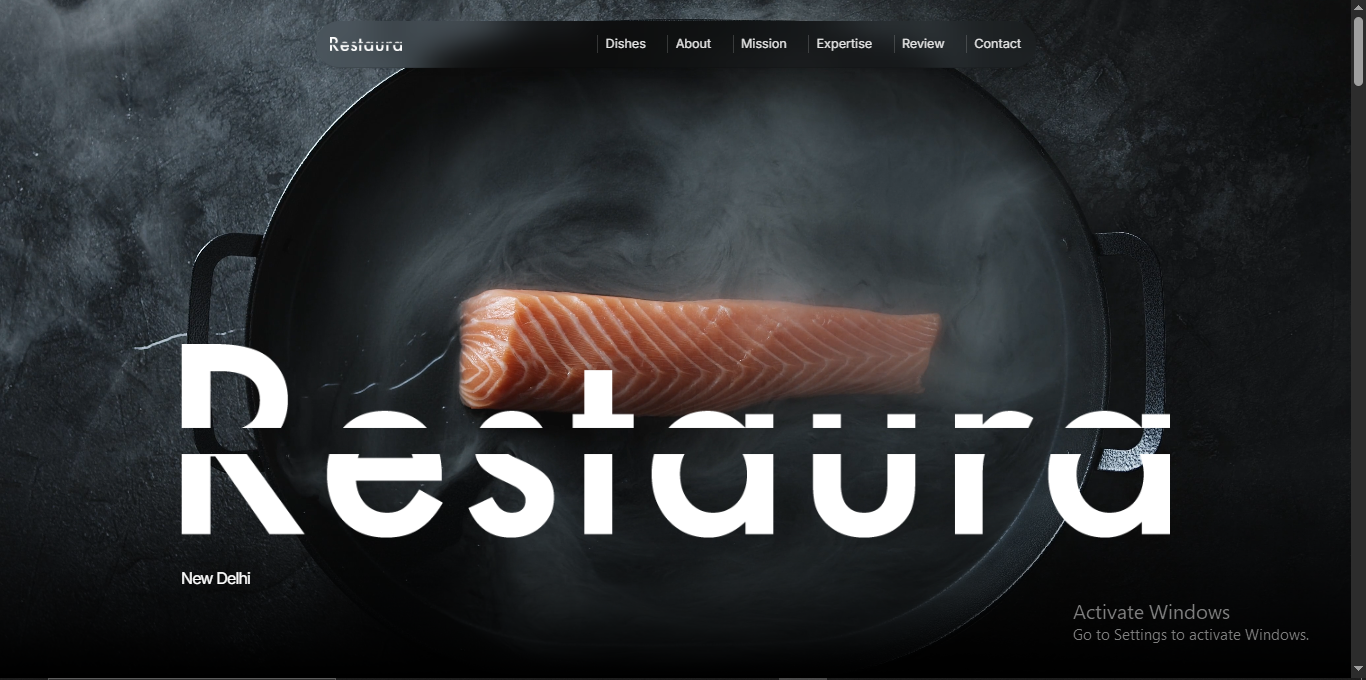 Restaura
Dishes
About
Mission
Expertise
Review
Contact
Restaura
New Delhi
Activate Windows
Go to Settings to activate Windows.